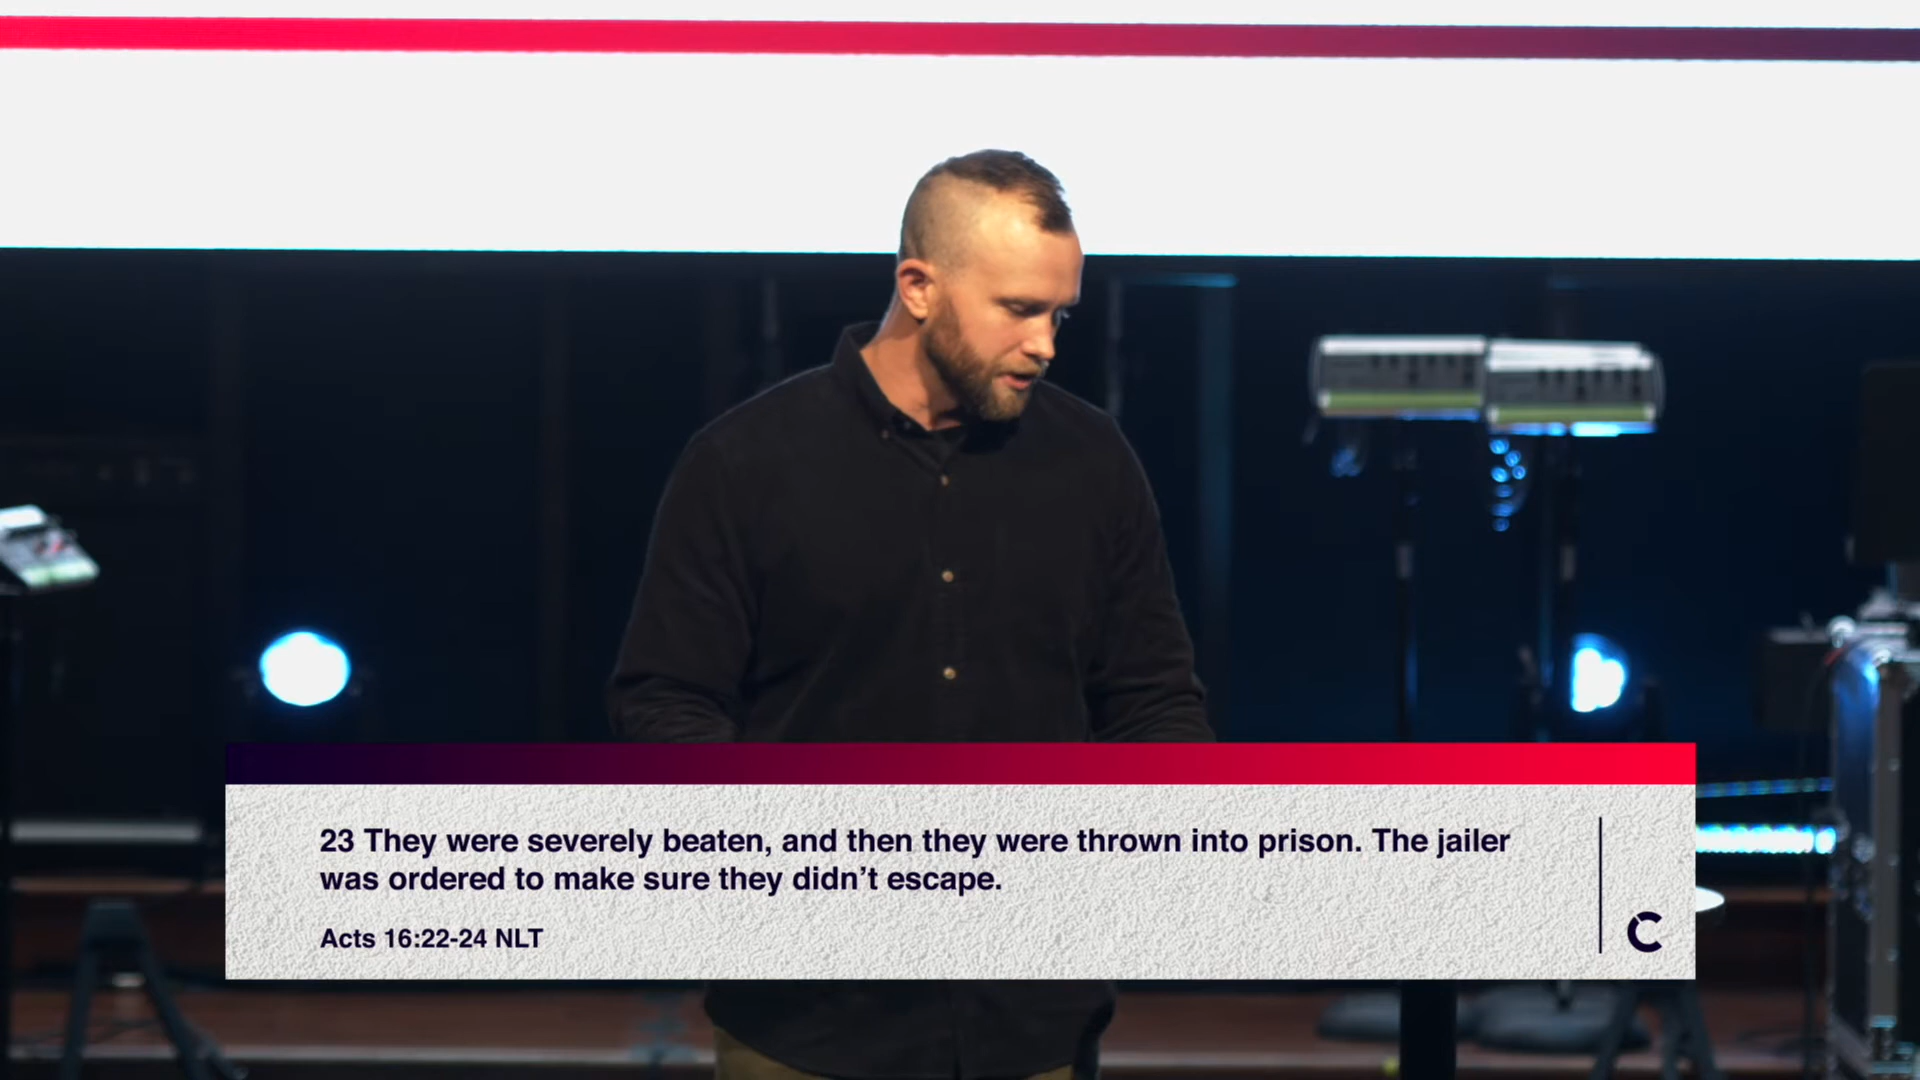 23 They were severely beaten, and then they were thrown into prison. The jailer
was ordered to make sure they didn’t escape.
Acts 16:22-24 NLT
C